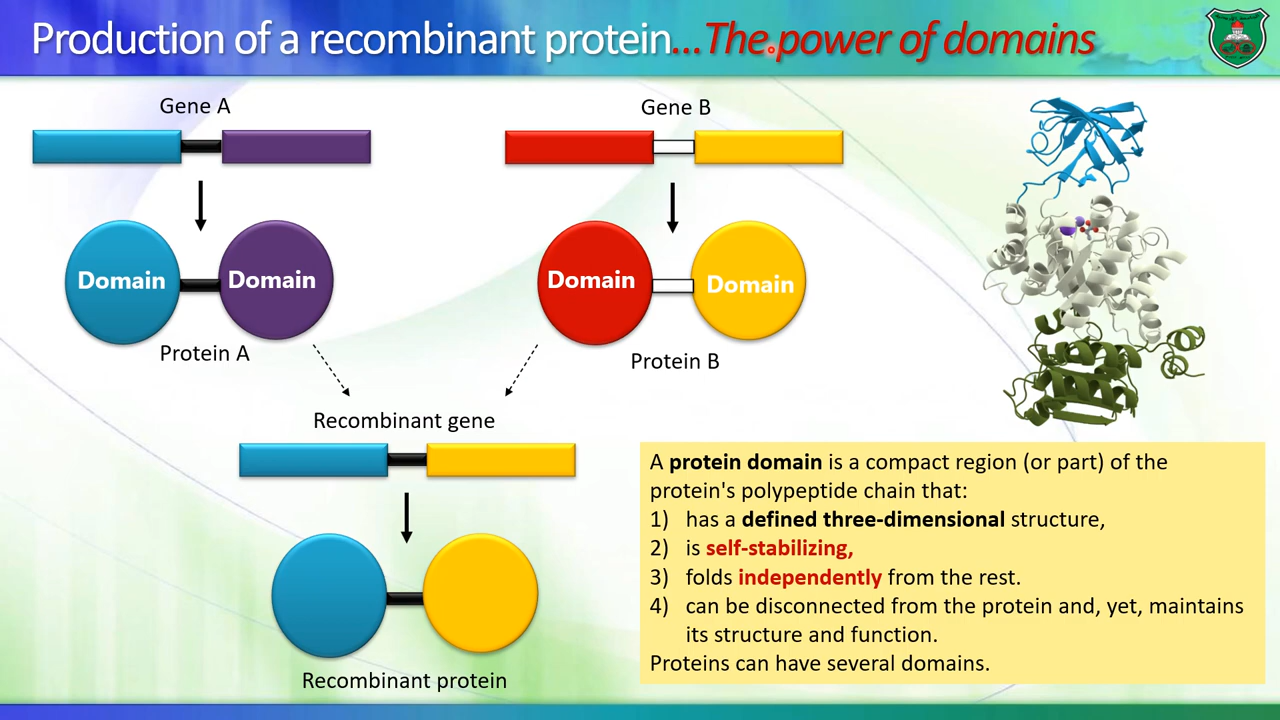 Production of a recombinant protein...The power of domains
Gene A
Gene B
Domain
Domain
Domain
Domain
Protein A
Protein B
Recombinant gene
Recombinant protein
A protein domain is a compact region (or part) of the
protein's polypeptide chain that:
1) has a defined three-dimensional structure,
2) is self-stabilizing,
3) folds independently from the rest.
4) can be disconnected from the protein and, yet, maintains
its structure and function.
Proteins can have several domains.